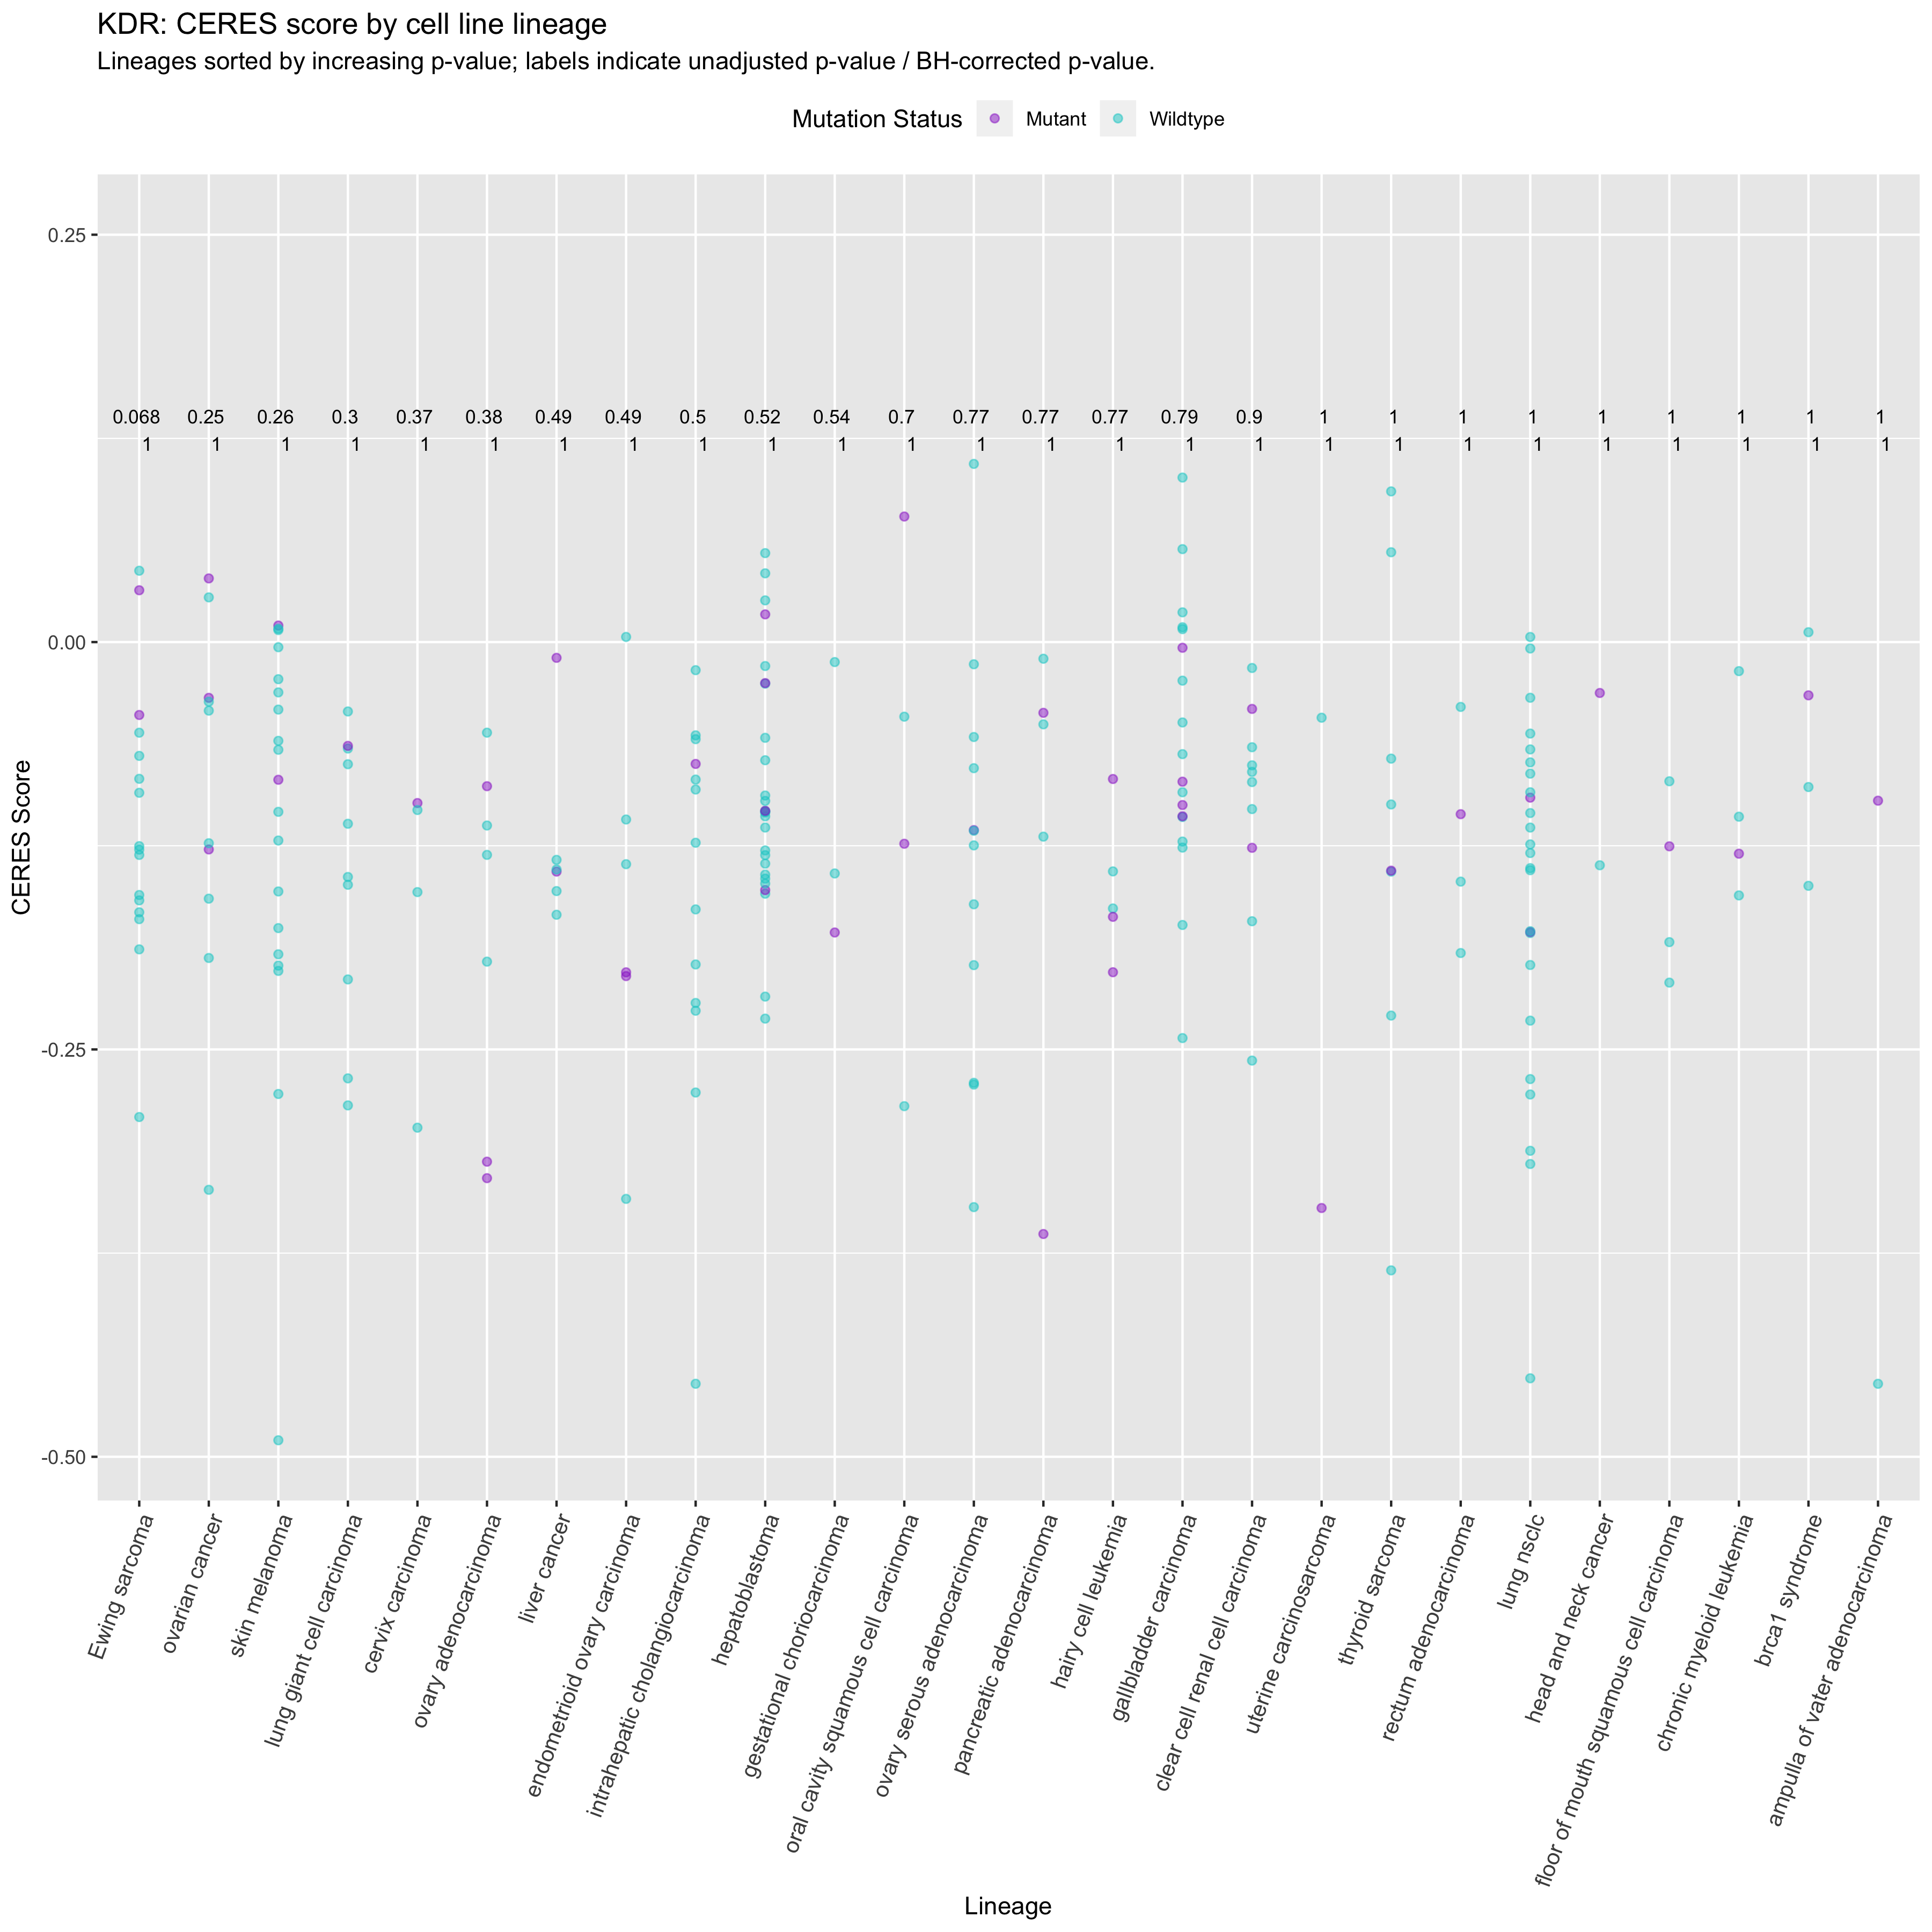 KDR: CERES score by cell line lineage
Lineages sorted by increasing p-value; labels indicate unadjusted p-value / BH-corrected p-value.
Mutation Status Mutant Wildtype
0.25
0.068 0.25 0.26 0.3 0.37 0.38 0.49 0.49 0.5 0.52 0.54 0.7 0.77 0.77 0.77 0.79 0.9 1 1 1 1 1 1 1 1 1
1 1 1 1 1 1 1 1 1 1 1 1 1 1 1 1 1 1 1 1 1 1 1 1 1 1
0.00
CERES Score
-0.25
-0.50
Ewing sarcoma
ovarian cancer
skin melanoma
lung giant cell carcinoma
cervix carcinoma
ovary adenocarcinoma
liver cancer
endometrioid ovary carcinoma
intrahepatic cholangiocarcinoma
hepatoblastoma
gestational choriocarcinoma
oral cavity squamous cell carcinoma
ovary serous adenocarcinoma
pancreatic adenocarcinoma
hairy cell leukemia
gallbladder carcinoma
clear cell renal cell carcinoma
uterine carcinosarcoma
thyroid sarcoma
rectum adenocarcinoma
lung nsclc
head and neck cancer
floor of mouth squamous cell carcinoma
chronic myeloid leukemia
brca1 syndrome
ampulla of vater adenocarcinoma
Lineage